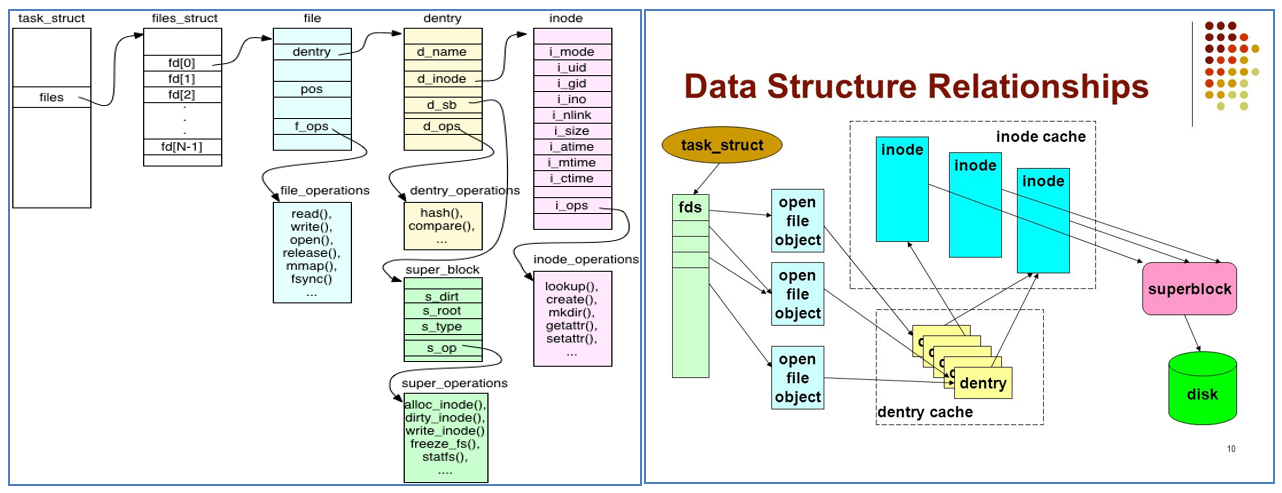 task_struct
files
files_struct
fd[0]
fd[1]
fd[2]
.
.
.
fd[N-1]
file
dentry
pos
f_ops
file_operations
read(),
write(),
open(),
release(),
mmap(),
fsync()
...
dentry
d_name
d_inode
d_sb
d_ops
dentry_operations
hash(),
compare(),
...
super_block
s_dirt
s_root
s_type
s_op
super_operations
alloc_inode(),
dirty_inode(),
write_inode()
freeze_fs(),
statfs(),
....
inode
i_mode
i_uid
i_gid
i_ino
i_nlink
i_size
i_atime
i_mtime
i_ctime
i_ops
inode_operations
lookup(),
create(),
mkdir(),
getattr(),
setattr(),
...
Data Structure Relationships
task_struct
fds
open
file
object
open
file
object
open
file
object
inode cache
inode
inode
inode
dentry
dentry cache
superblock
disk
10